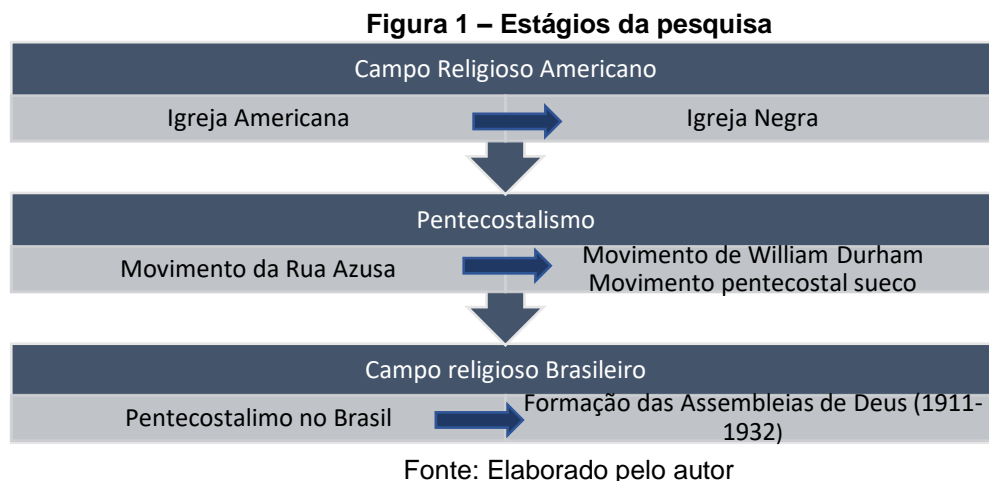 Figura 1 – Estágios da pesquisa
Campo Religioso Americano
Igreja Americana
Igreja Negra
Pentecostalismo
Movimento da Rua Azusa
Movimento de William Durham
Movimento pentecostal sueco
Campo religioso Brasileiro
Pentecostalimo no Brasil
Formação das Assembleias de Deus (1911-
1932)
Fonte: Elaborado pelo autor